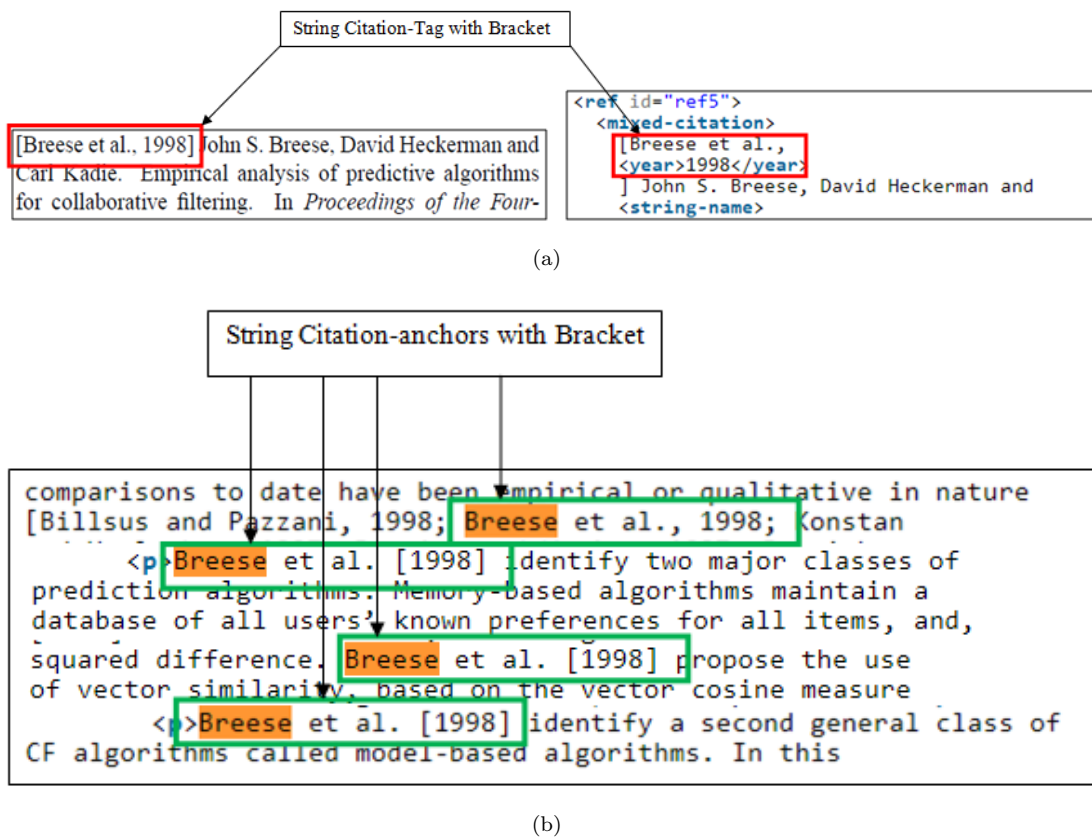 String Citation-Tag with Bracket
[Breese et al., 1998] John S. Breese, David Heckerman and
Carl Kadie. Empirical analysis of predictive algorithms
for collaborative filtering. In Proceedings of the Four-
<ref id="ref5">
<mixed-citation>
[Breese et al.,
<year>1998</year>
] John S. Breese, David Heckerman and
<string-name>
(a)
String Citation-anchors with Bracket
comparisons to date have been empirical or qualitative in nature
[Billsus and Pazzani, 1998; Breese et al., 1998; Konstan
<p>Breese et al. [1998] identify two major classes of
prediction algorithms. Memory-based algorithms maintain a
database of all users' known preferences for all items, and,
squared difference. Breese et al. [1998] propose the use
of vector similarity, based on the vector cosine measure
<p>Breese et al. [1998] identify a second general class of
CF algorithms called model-based algorithms. In this
(b)